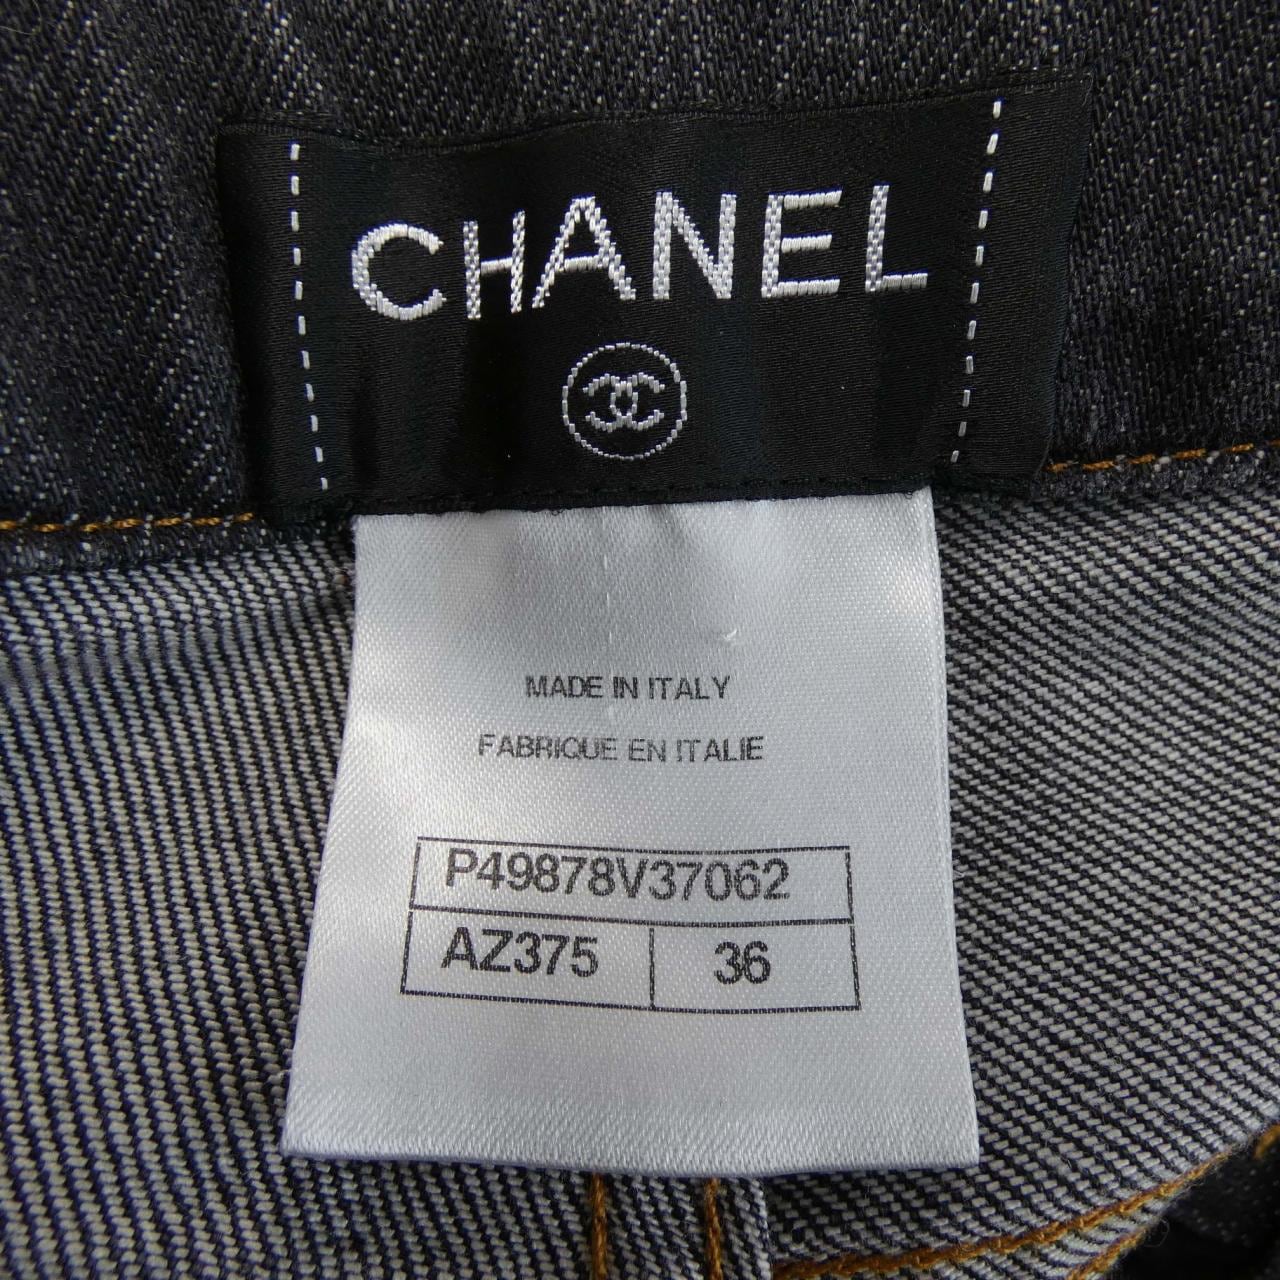 CHANEL
MADE IN ITALY
FABRIQUE EN ITALIE
P49878V37062
AZ375 36